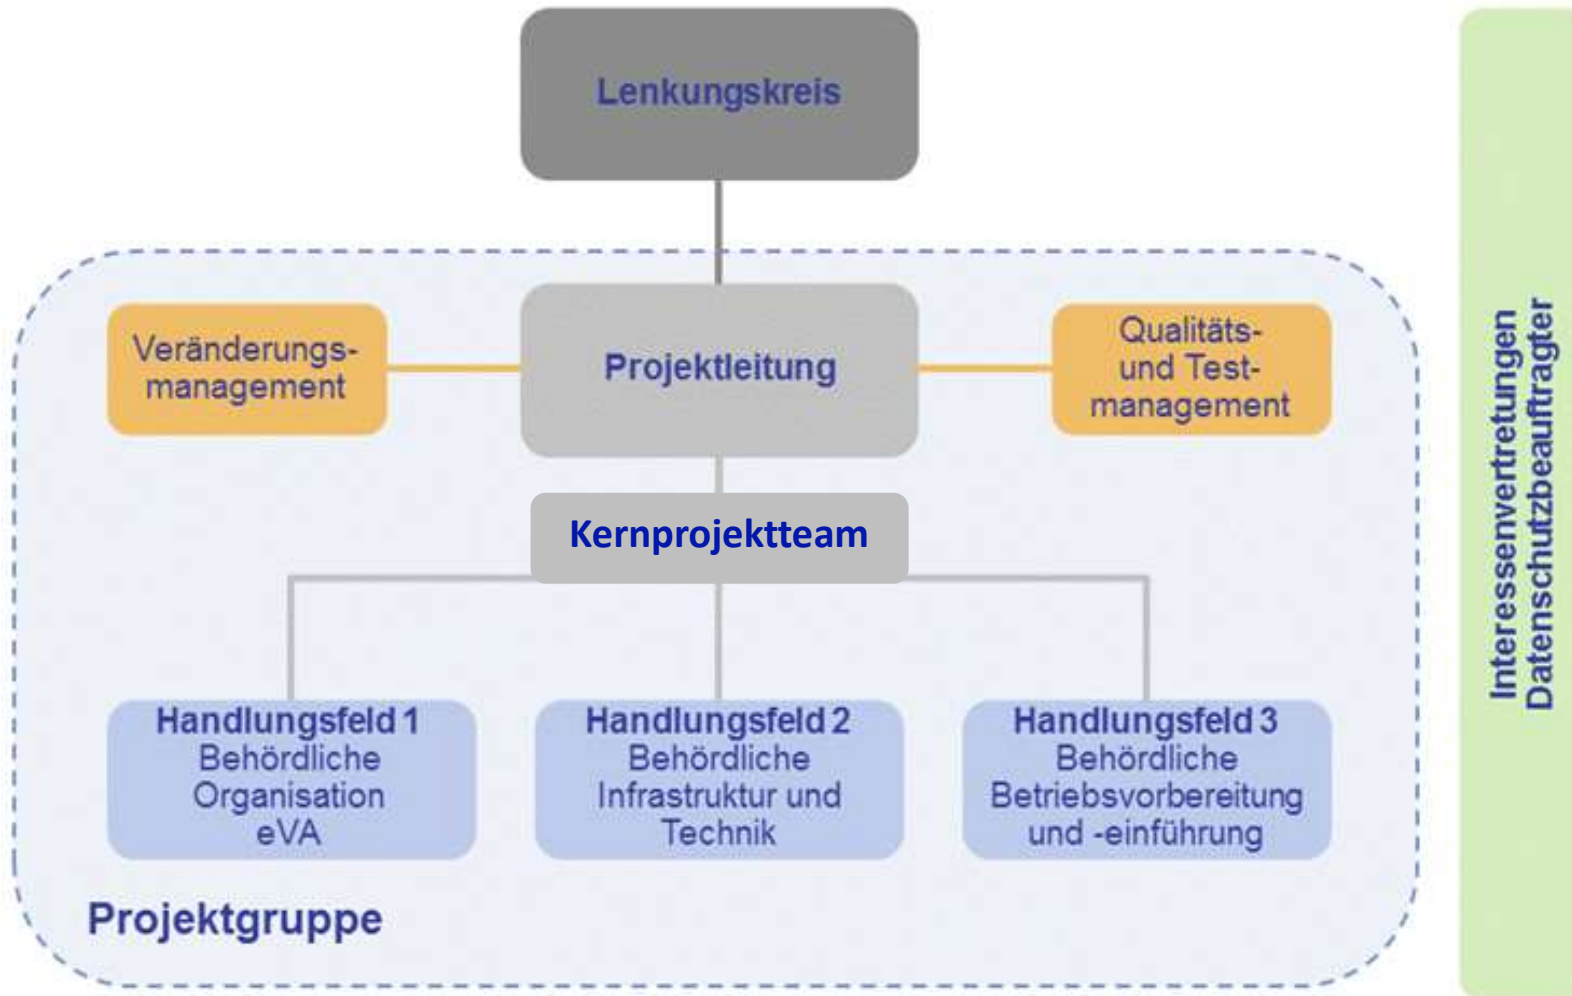 Lenkungskreis
Veränderungs-
management
Projektleitung
Qualitäts-
und Test-
management
Kernprojektteam
Handlungsfeld 1
Behördliche
Organisation
eVA
Handlungsfeld 2
Behördliche
Infrastruktur und
Technik
Handlungsfeld 3
Behördliche
Betriebsvorbereitung
und -einführung
Projektgruppe
Interessenvertretungen
Datenschutzbeauftragter